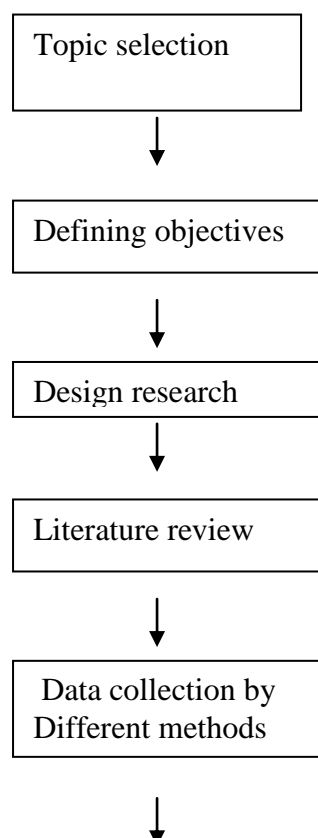 Topic selection
Defining objectives
Design research
Literature review
Data collection by
Different methods